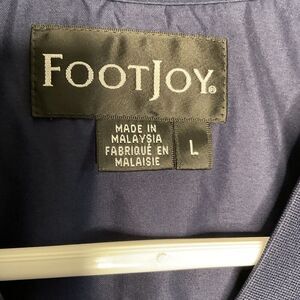 FOOTJOY®
MADE IN
MALAYSIA
FABRIQUÉ EN
MALAISIE
L